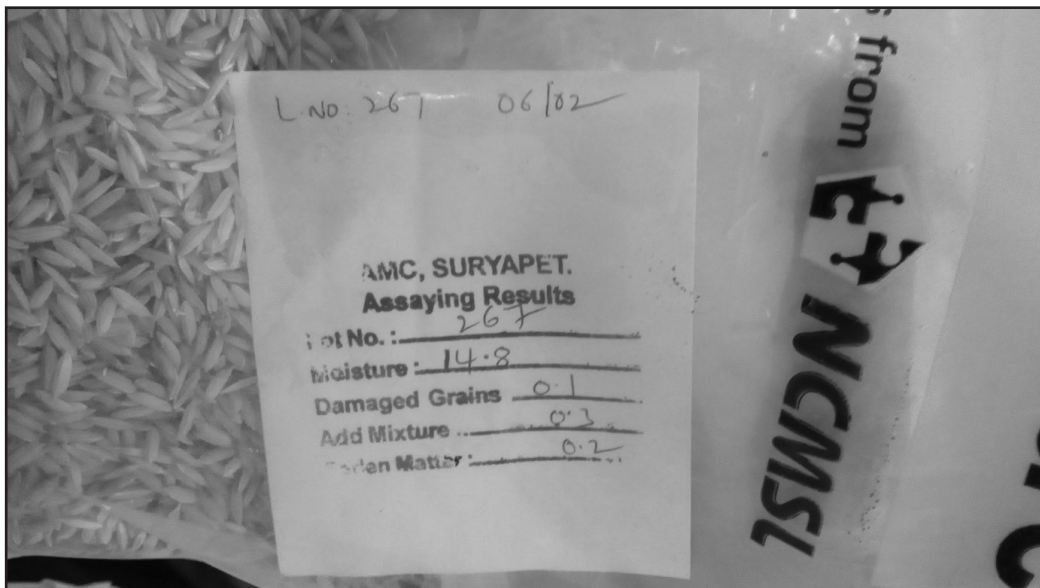 L.NO: 267 06/02
AMC, SURYAPET.
Assaying Results
Lot No.: 267
Moisture: 14.8
Damaged Grains 0.1
Add Mixture 0.3
Matter: 0.2
from
NCMSL